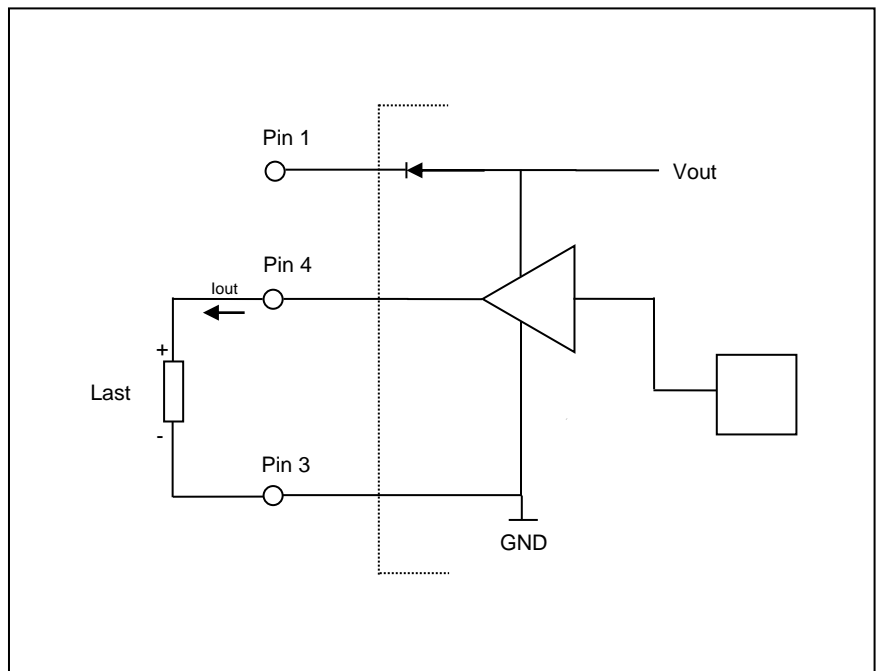 Pin 1
Vout
Pin 4
Iout
+
Last
-
Pin 3
GND